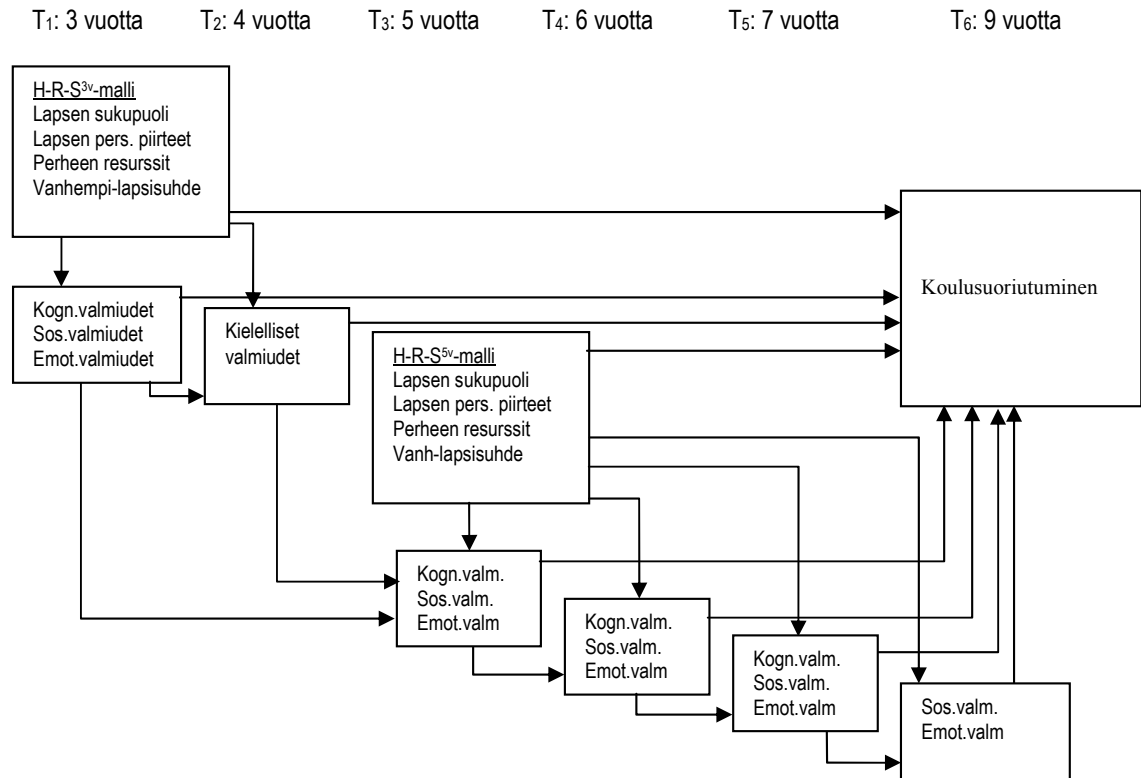 T₁: 3 vuotta T₂: 4 vuotta T₃: 5 vuotta T₄: 6 vuotta T₅: 7 vuotta T₆: 9 vuotta
H-R-S³ᵛ-malli
Lapsen sukupuoli
Lapsen pers. piirteet
Perheen resurssit
Vanhempi-lapsisuhde
Kogn.valmiudet
Sos.valmiudet
Emot.valmiudet
Kielelliset
valmiudet
H-R-S⁵ᵛ-malli
Lapsen sukupuoli
Lapsen pers. piirteet
Perheen resurssit
Vanh-lapsisuhde
Koulusuoriutuminen
Kogn.valm.
Sos.valm.
Emot.valm
Kogn.valm.
Sos.valm.
Emot.valm
Kogn.valm.
Sos.valm.
Emot.valm
Sos.valm.
Emot.valm